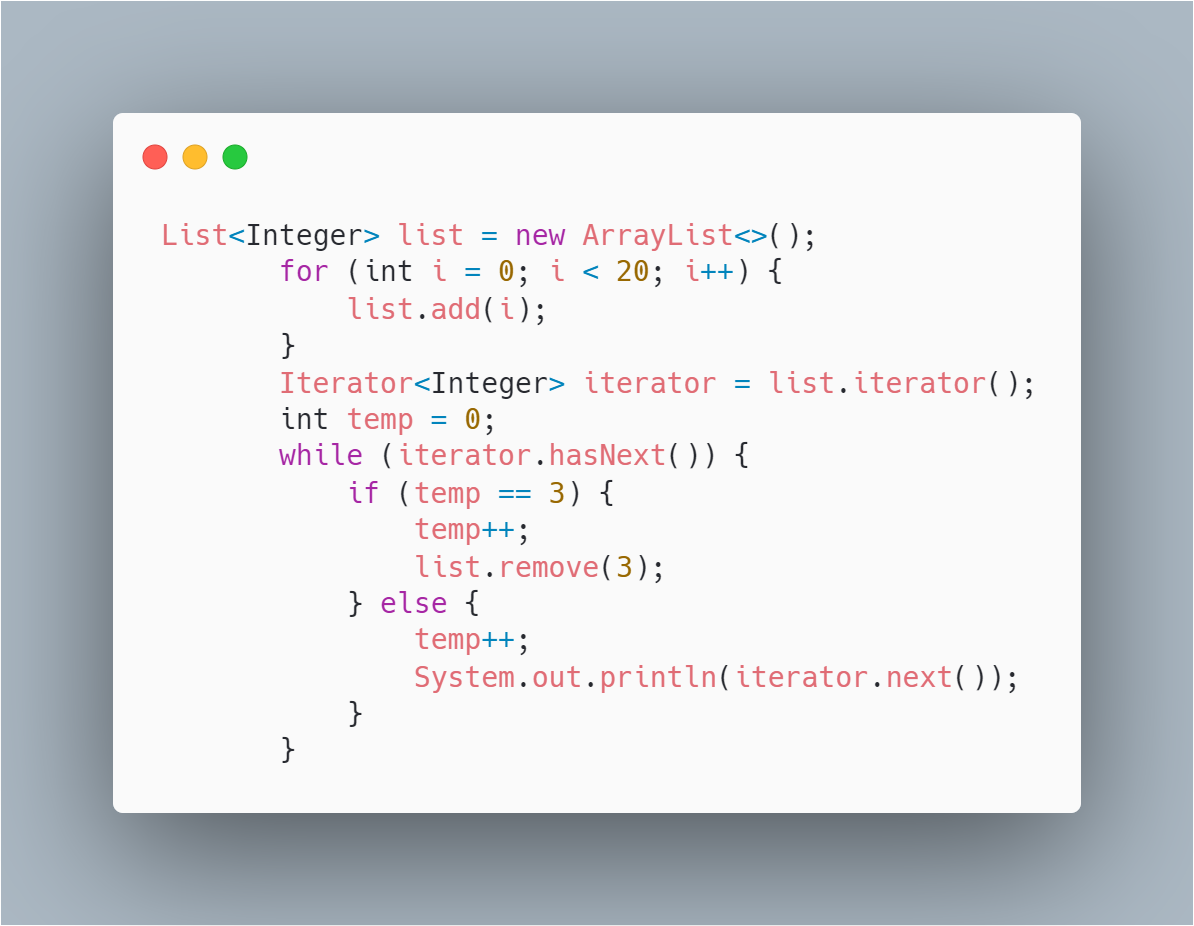 List<Integer> list = new ArrayList<>();
        for (int i = 0; i < 20; i++) {
            list.add(i);
        }
        Iterator<Integer> iterator = list.iterator();
        int temp = 0;
        while (iterator.hasNext()) {
            if (temp == 3) {
                temp++;
                list.remove(3);
            } else {
                temp++;
                System.out.println(iterator.next());
            }
        }